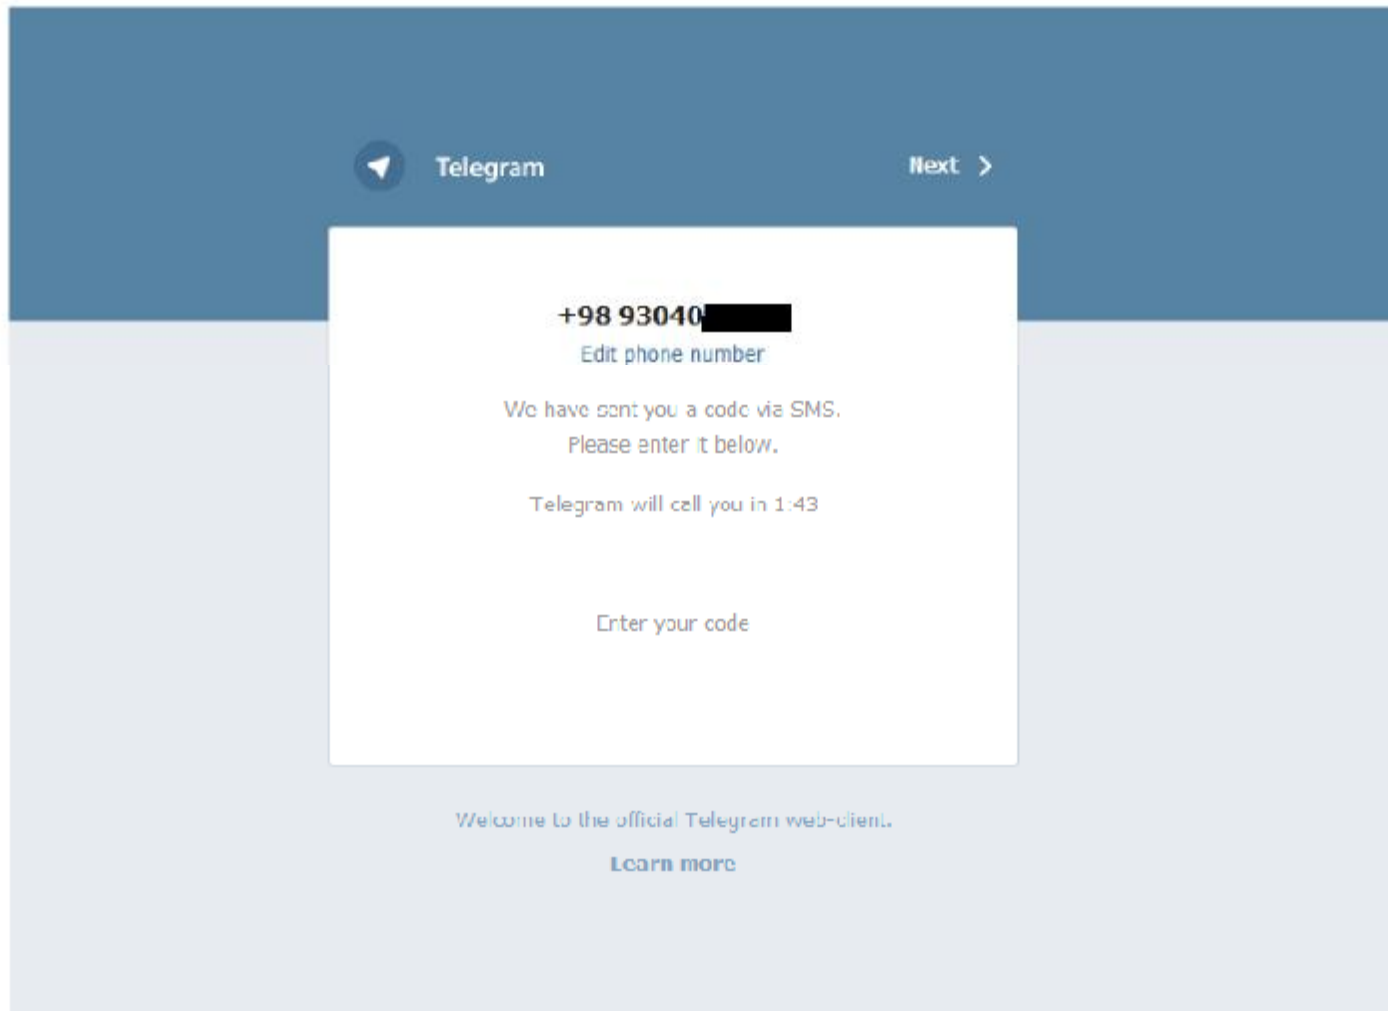 Telegram
Next
+98 93040
Edit phone number
We have sent you a code via SMS.
Please enter it below.
Telegram will call you in 1:43
Enter your code
Welcome to the official Telegram web-client.
Learn more